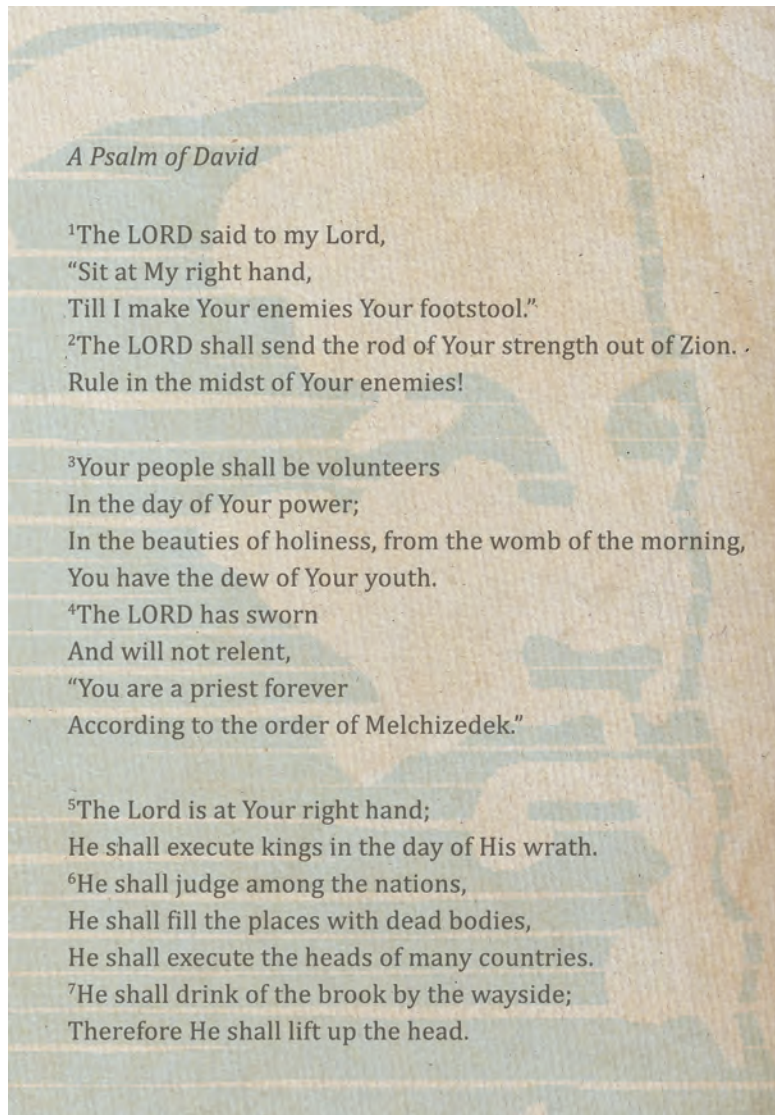 A Psalm of David
¹The LORD said to my Lord,
“Sit at My right hand,
Till I make Your enemies Your footstool.”
²The LORD shall send the rod of Your strength out of Zion.
Rule in the midst of Your enemies!
³Your people shall be volunteers
In the day of Your power;
In the beauties of holiness, from the womb of the morning,
You have the dew of Your youth.
⁴The LORD has sworn
And will not relent,
“You are a priest forever
According to the order of Melchizedek.”
⁵The Lord is at Your right hand;
He shall execute kings in the day of His wrath.
⁶He shall judge among the nations,
He shall fill the places with dead bodies,
He shall execute the heads of many countries.
⁷He shall drink of the brook by the wayside;
Therefore He shall lift up the head.